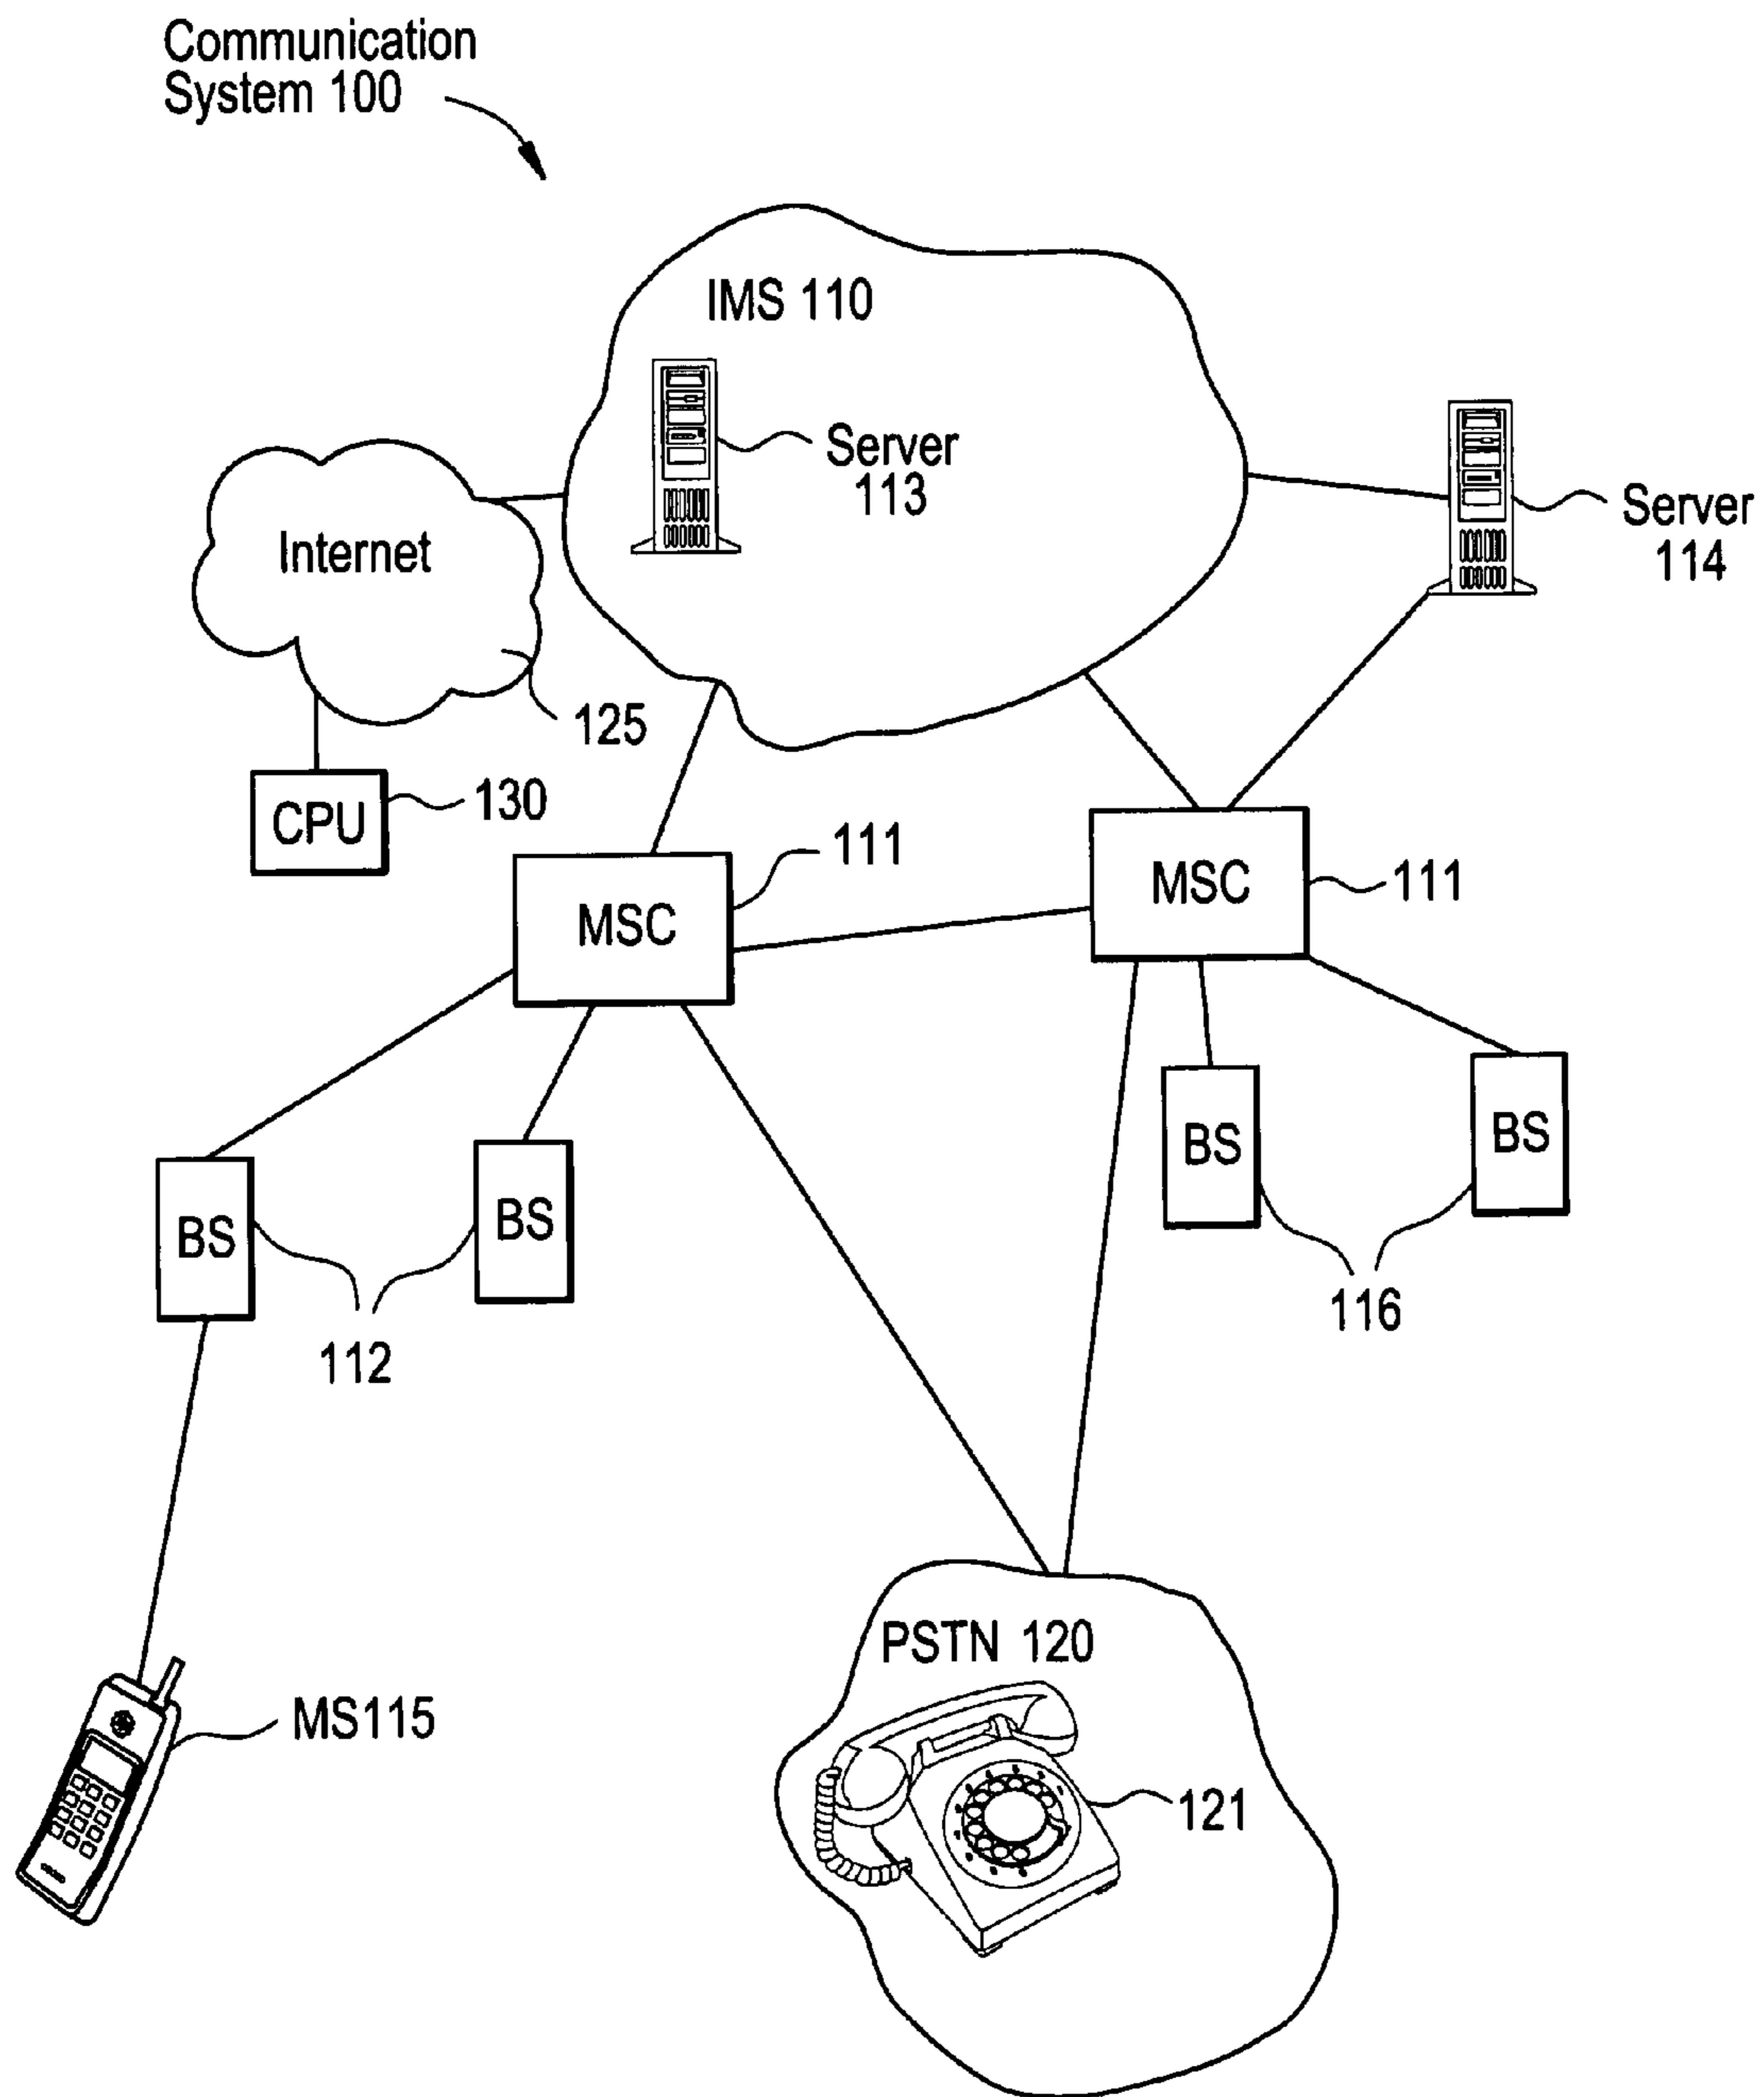 Communication
System 100
IMS 110
Server
113
Server
114
Internet
125
CPU
130
MSC
111
MSC
111
BS
BS
112
BS
BS
116
MS115
PSTN 120
121